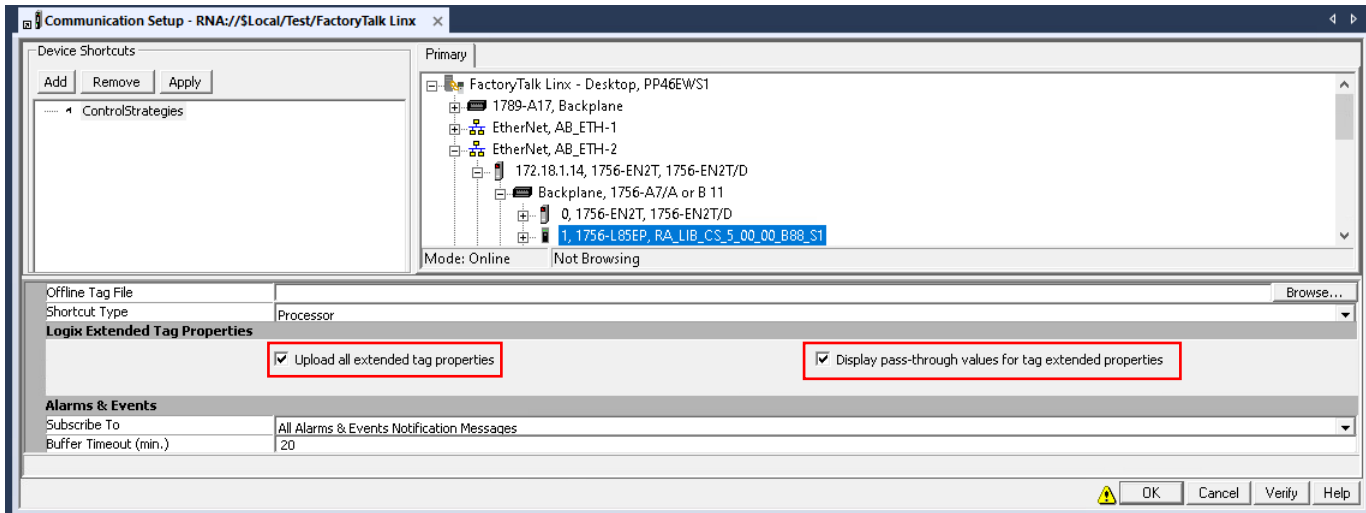 Communication Setup - RNA://$Local/Test/FactoryTalk Linx
Device Shortcuts
Add Remove Apply
ControlStrategies
Primary
FactoryTalk Linx - Desktop, PP46EWS1
1789-A17, Backplane
EtherNet, AB_ETH-1
EtherNet, AB_ETH-2
172.18.1.14, 1756-EN2T, 1756-EN2T/D
Backplane, 1756-A7/A or B 11
0, 1756-EN2T, 1756-EN2T/D
1, 1756-L85EP, RA_LIB_CS_5_00_00_B88_S1
Mode: Online Not Browsing
Offline Tag File Browse...
Shortcut Type Processor
Logix Extended Tag Properties
Upload all extended tag properties Display pass-through values for tag extended properties
Alarms & Events
Subscribe To All Alarms & Events Notification Messages
Buffer Timeout (min.) 20
OK Cancel Verify Help